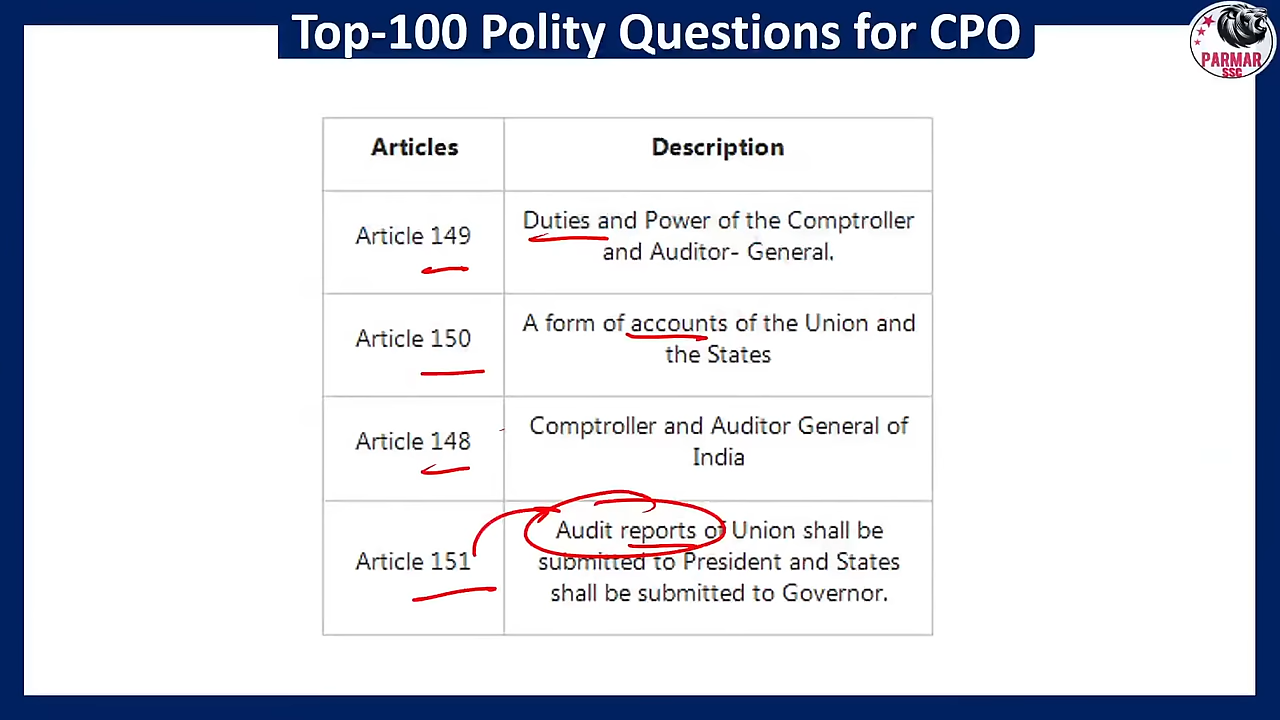 Top-100 Polity Questions for CPO
PARMAR
SSC
Articles
Description
Article 149
Duties and Power of the Comptroller
and Auditor- General.
Article 150
A form of accounts of the Union and
the States
Article 148
Comptroller and Auditor General of
India
Article 151
Audit reports of Union shall be
submitted to President and States
shall be submitted to Governor.